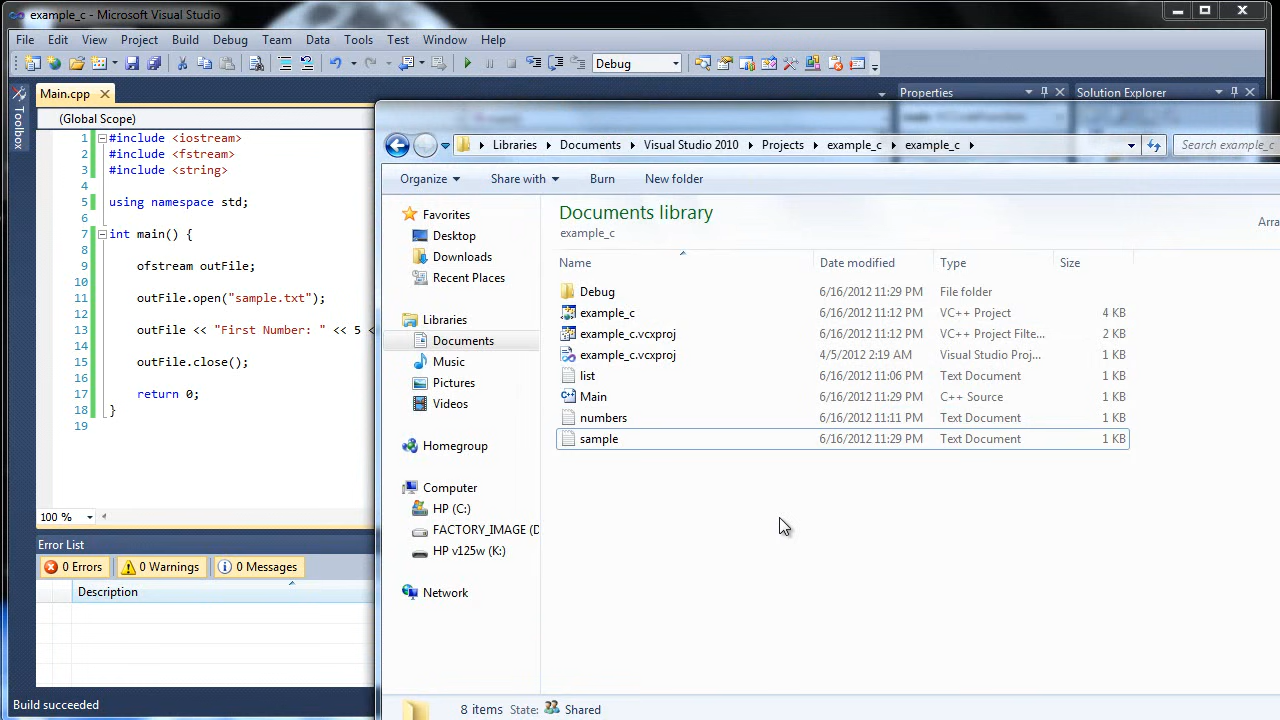 example_c - Microsoft Visual Studio
File Edit View Project Build Debug Team Data Tools Test Window Help
Debug
Main.cpp
Properties
Solution Explorer
Toolbox
(Global Scope)
1 #include <iostream>
2 #include <fstream>
3 #include <string>
4
5 using namespace std;
6
7 int main() {
8
9 ofstream outFile;
10
11 outFile.open("sample.txt");
12
13 outFile << "First Number: " << 5 <
14
15 outFile.close();
16
17 return 0;
18 }
19
100 %
Error List
0 Errors 0 Warnings 0 Messages
Description
Build succeeded
Libraries Documents Visual Studio 2010 Projects example_c example_c
Search example_c
Organize Share with Burn New folder
Favorites
Desktop
Downloads
Recent Places
Libraries
Documents
Music
Pictures
Videos
Homegroup
Computer
HP (C:)
FACTORY_IMAGE (D
HP v125w (K:)
Network
Documents library
example_c
Arra
Name Date modified Type Size
Debug 6/16/2012 11:29 PM File folder
example_c 6/16/2012 11:12 PM VC++ Project 4 KB
example_c.vcxproj 6/16/2012 11:12 PM VC++ Project Filte... 2 KB
example_c.vcxproj 4/5/2012 2:19 AM Visual Studio Proj... 1 KB
list 6/16/2012 11:06 PM Text Document 1 KB
Main 6/16/2012 11:29 PM C++ Source 1 KB
numbers 6/16/2012 11:11 PM Text Document 1 KB
sample 6/16/2012 11:29 PM Text Document 1 KB
8 items State: Shared